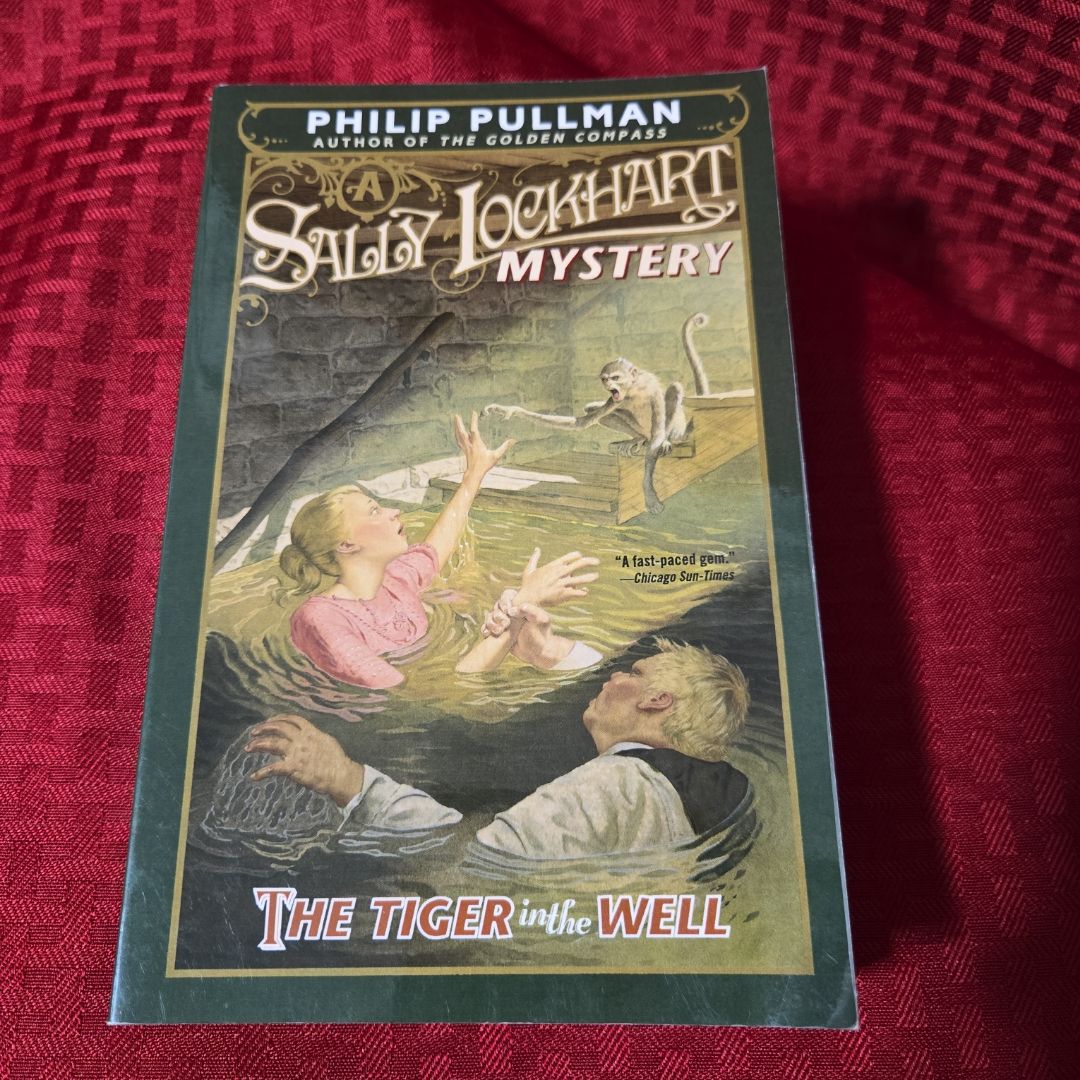 PHILIP PULLMAN
AUTHOR OF THE GOLDEN COMPASS
A
SALLY LOCKHART
MYSTERY
"A fast-paced gem."
—Chicago Sun-Times
THE TIGER in the WELL